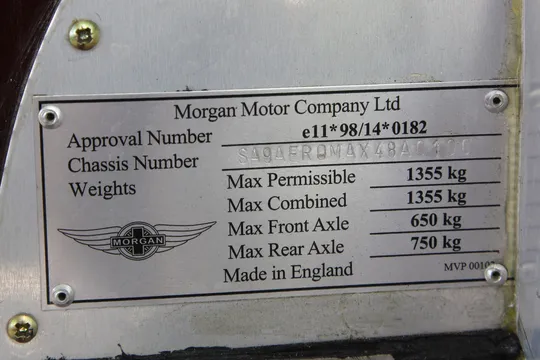 Morgan Motor Company Ltd
Approval Number e11*98/14*0182
Chassis Number
Weights
Max Permissible 1355 kg
Max Combined 1355 kg
Max Front Axle 650 kg
Max Rear Axle 750 kg
MORGAN
Made in England MVP